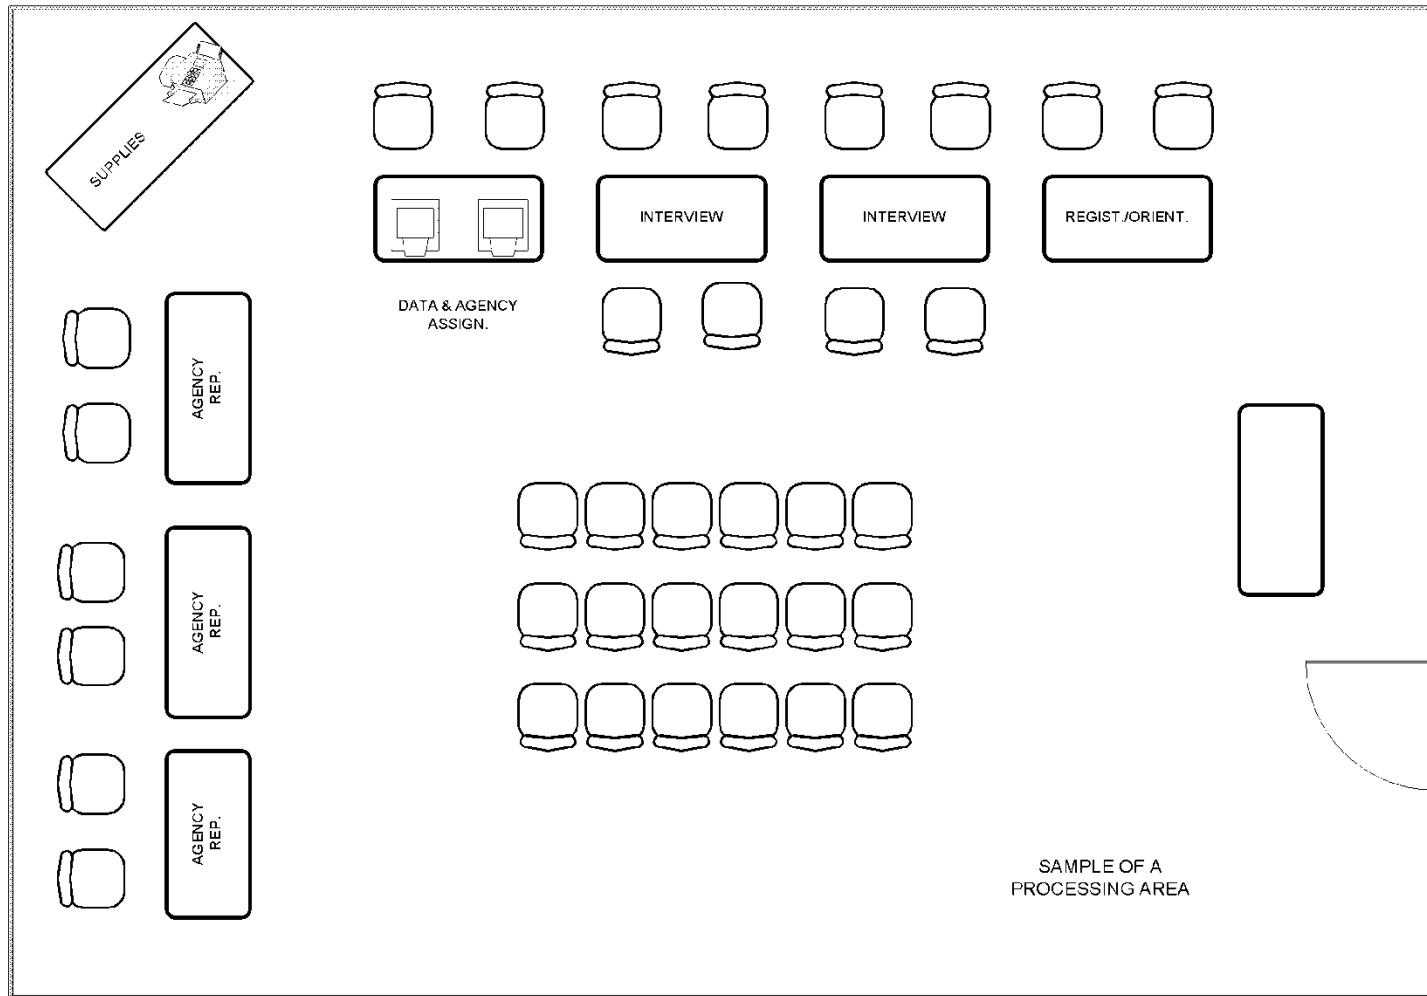 SUPPLIES
INTERVIEW
INTERVIEW
REGIST./ORIENT.
DATA & AGENCY
ASSIGN.
AGENCY
REP.
AGENCY
REP.
AGENCY
REP.
SAMPLE OF A
PROCESSING AREA